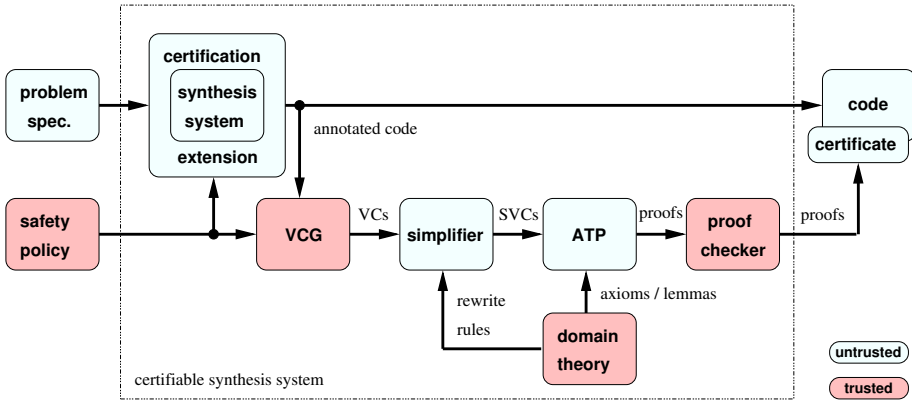 certification
problem
spec.
synthesis
system
code
annotated code
certificate
extension
safety
policy
VCG
VCs
simplifier
SVCs
ATP
proofs
proof
checker
proofs
rewrite
rules
axioms / lemmas
domain
theory
certifiable synthesis system
untrusted
trusted